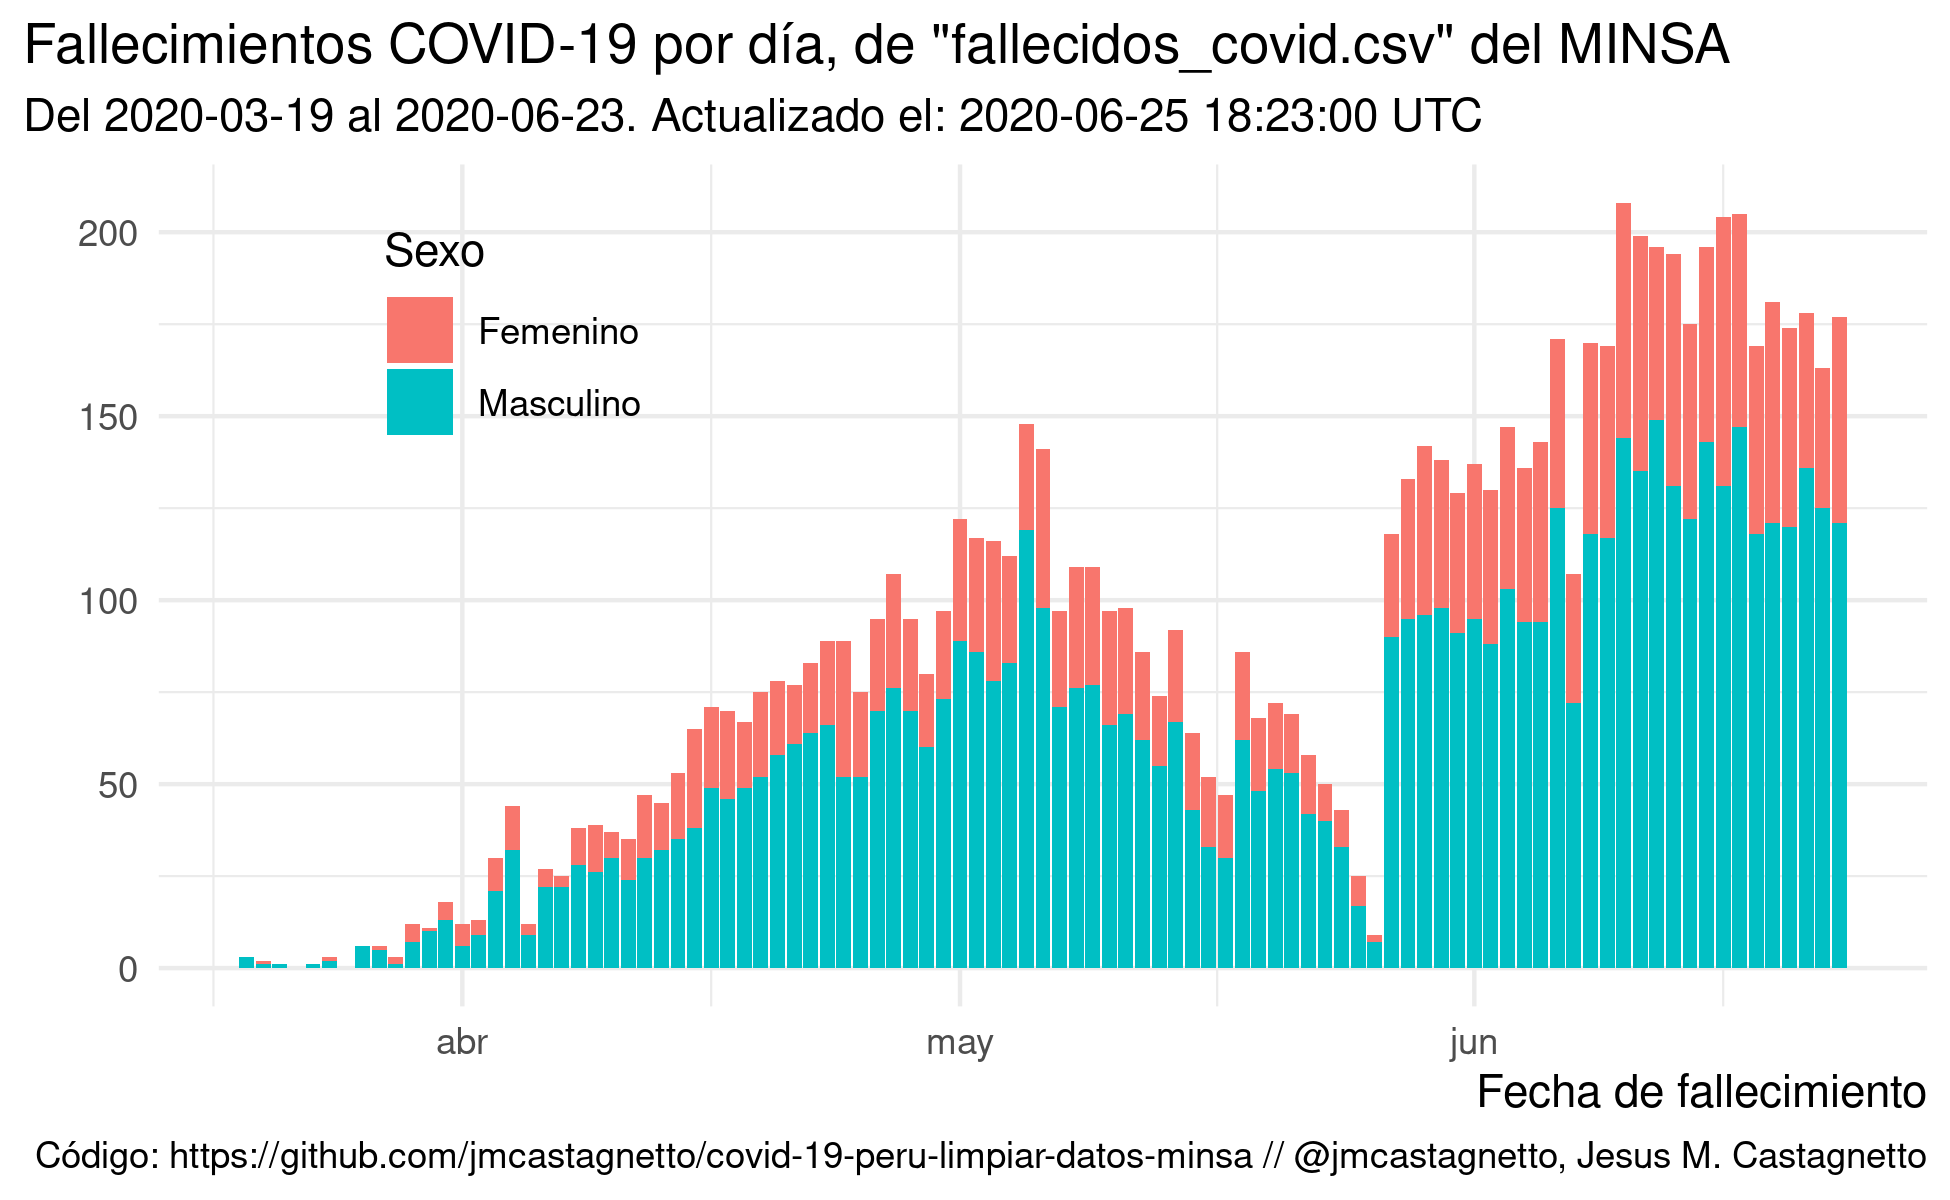 Fallecimientos COVID-19 por día, de "fallecidos_covid.csv" del MINSA
Del 2020-03-19 al 2020-06-23. Actualizado el: 2020-06-25 18:23:00 UTC
200
150
100
50
0
Sexo
Femenino
Masculino
abr may jun
Fecha de fallecimiento
Código: https://github.com/jmcastagnetto/covid-19-peru-limpiar-datos-minsa // @jmcastagnetto, Jesus M. Castagnetto